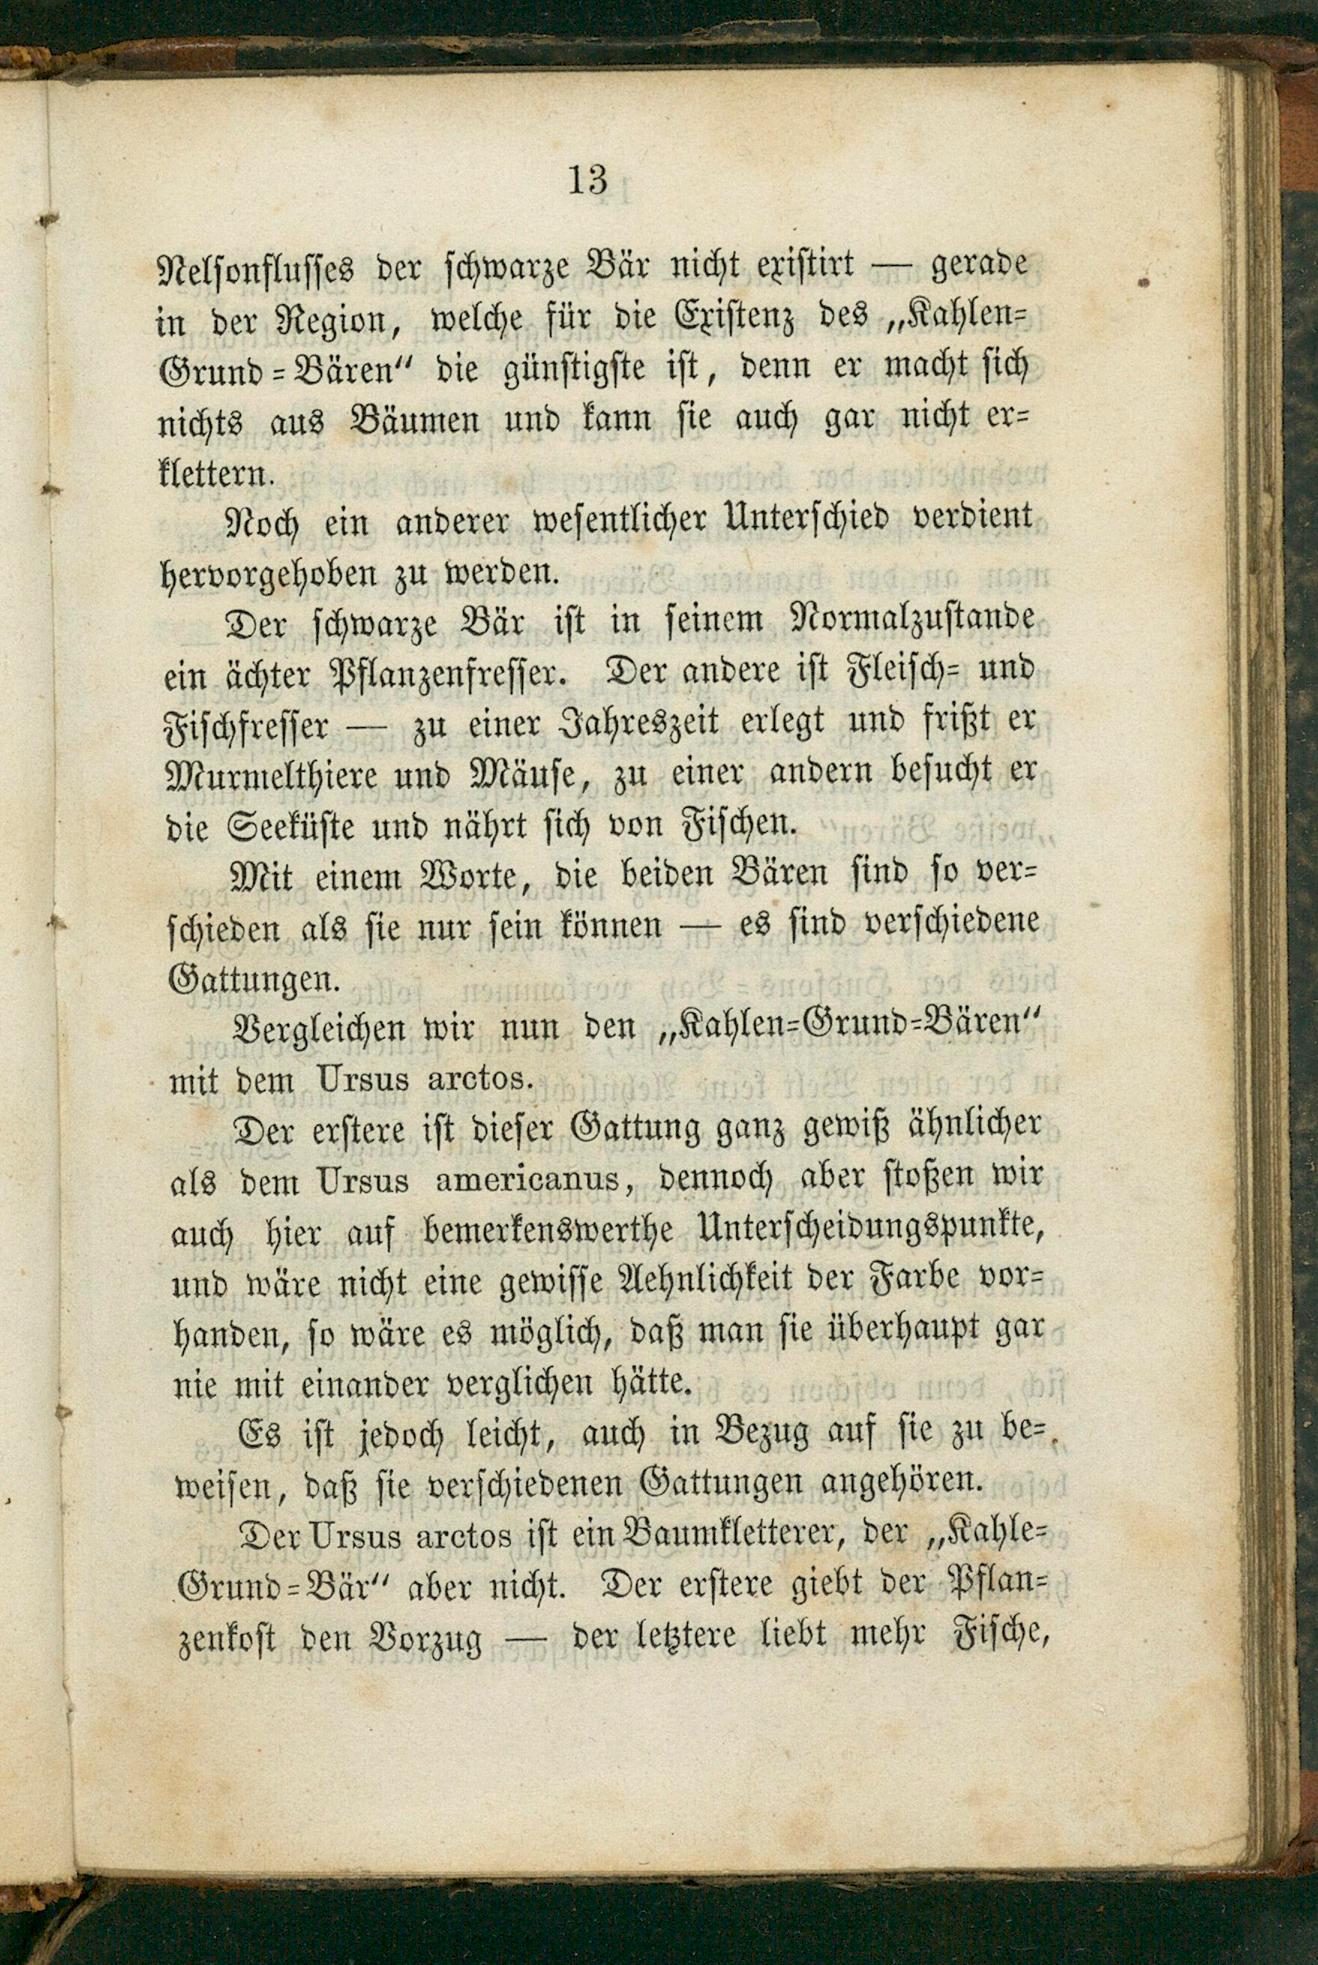 13
Nelsonflusses der schwarze Bär nicht existirt — gerade
in der Region, welche für die Existenz des „Kahlen-
Grund-Bären“ die günstigste ist, denn er macht sich
nichts aus Bäumen und kann sie auch gar nicht er-
klettern.
Noch ein anderer wesentlicher Unterschied verdient
hervorgehoben zu werden.
Der schwarze Bär ist in seinem Normalzustande
ein ächter Pflanzenfresser. Der andere ist Fleisch- und
Fischfresser — zu einer Jahreszeit erlegt und frißt er
Murmelthiere und Mäuse, zu einer andern besucht er
die Seeküste und nährt sich von Fischen.
Mit einem Worte, die beiden Bären sind so ver-
schieden als sie nur sein können — es sind verschiedene
Gattungen.
Vergleichen wir nun den „Kahlen-Grund-Bären“
mit dem Ursus arctos.
Der erstere ist dieser Gattung ganz gewiß ähnlicher
als dem Ursus americanus, dennoch aber stoßen wir
auch hier auf bemerkenswerthe Unterscheidungspunkte,
und wäre nicht eine gewisse Aehnlichkeit der Farbe vor-
handen, so wäre es möglich, daß man sie überhaupt gar
nie mit einander verglichen hätte.
Es ist jedoch leicht, auch in Bezug auf sie zu be-
weisen, daß sie verschiedenen Gattungen angehören.
Der Ursus arctos ist ein Baumkletterer, der „Kahle-
Grund-Bär“ aber nicht. Der erstere giebt der Pflan-
zenkost den Vorzug — der letztere liebt mehr Fische,